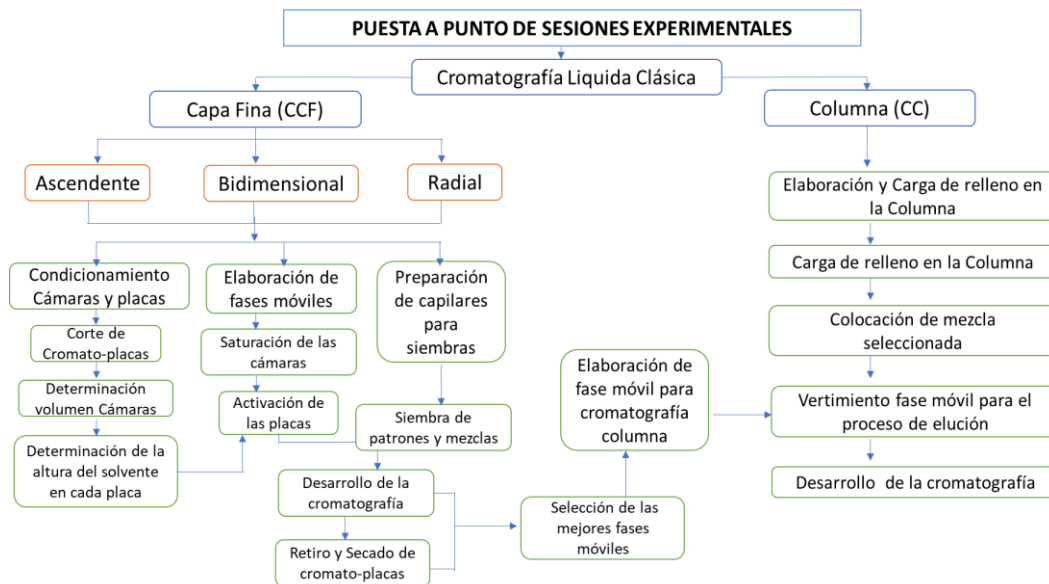 PUESTA A PUNTO DE SESIONES EXPERIMENTALES
Cromatografía Liquida Clásica
Capa Fina (CCF)
Columna (CC)
Ascendente
Bidimensional
Radial
Condicionamiento
Cámaras y placas
Corte de
Cromato-placas
Determinación
volumen Cámaras
Determinación de la
altura del solvente
en cada placa
Elaboración de
fases móviles
Saturación de las
cámaras
Activación de
las placas
Preparación
de capilares
para
siembras
Siembra de
patrones y mezclas
Desarrollo de la
cromatografía
Retiro y Secado de
cromato-placas
Selección de las
mejores fases
móviles
Elaboración de
fase móvil para
cromatografía
columna
Elaboración y Carga de relleno en
la Columna
Carga de relleno en la Columna
Colocación de mezcla
seleccionada
Vertimiento fase móvil para el
proceso de elución
Desarrollo de la cromatografía